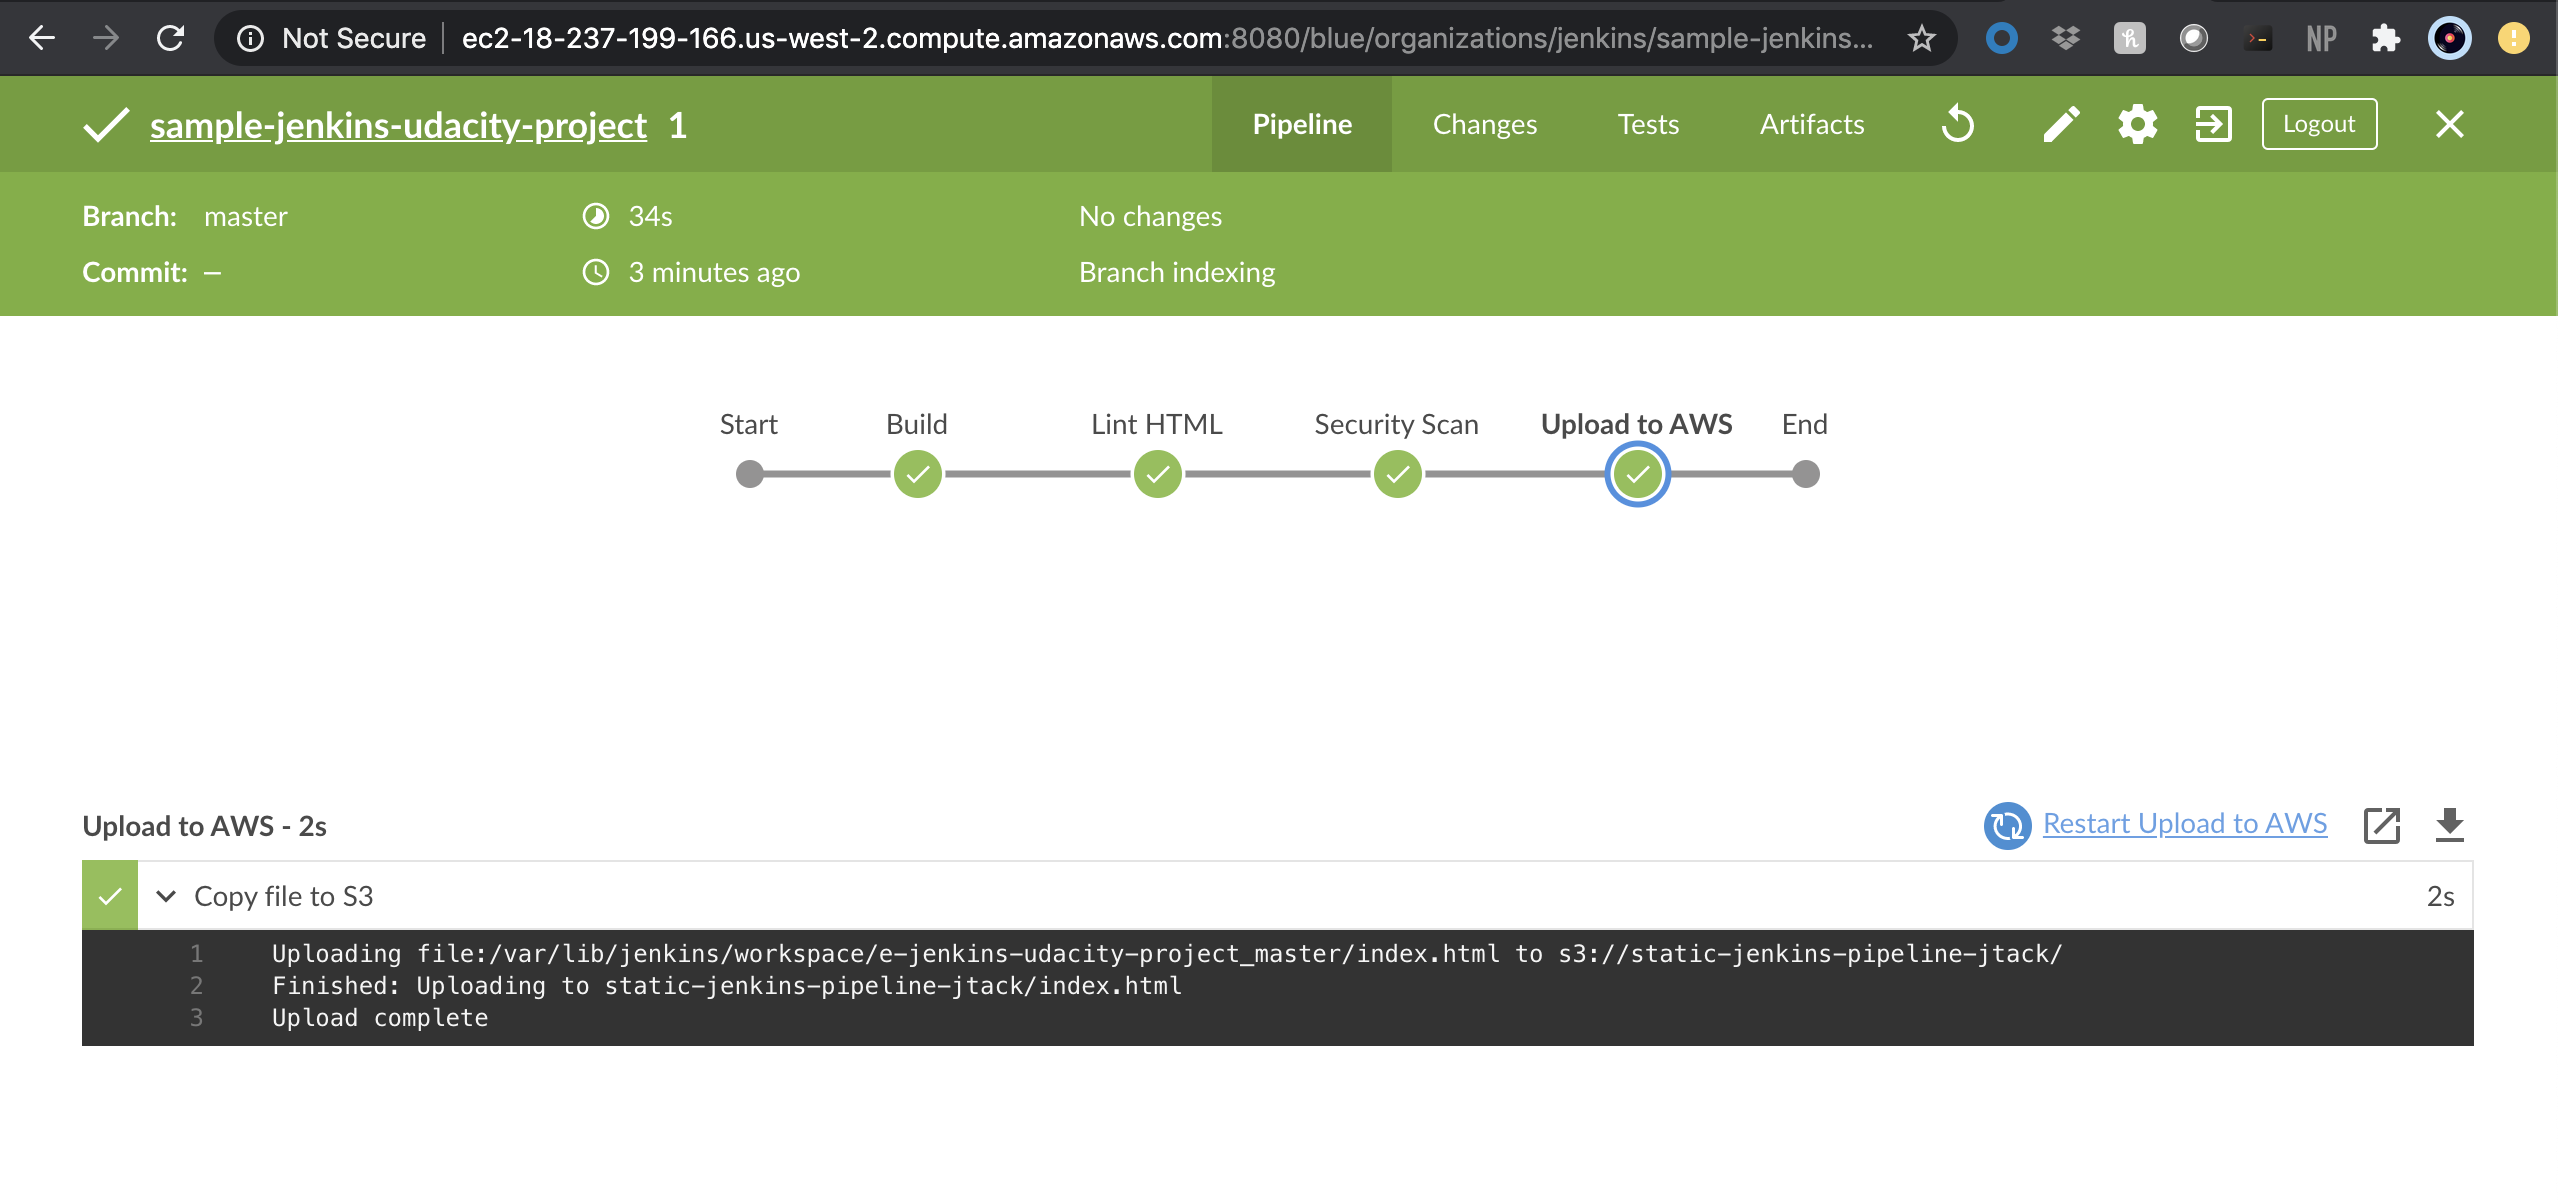 Not Secure ec2-18-237-199-166.us-west-2.compute.amazonaws.com:8080/blue/organizations/jenkins/sample-jenkins... NP
sample-jenkins-udacity-project 1 Pipeline Changes Tests Artifacts Logout
Branch: master 34s No changes
Commit: — 3 minutes ago Branch indexing
Start Build Lint HTML Security Scan Upload to AWS End
Upload to AWS - 2s Restart Upload to AWS
Copy file to S3 2s
1 Uploading file:/var/lib/jenkins/workspace/e-jenkins-udacity-project_master/index.html to s3://static-jenkins-pipeline-jtack/
2 Finished: Uploading to static-jenkins-pipeline-jtack/index.html
3 Upload complete